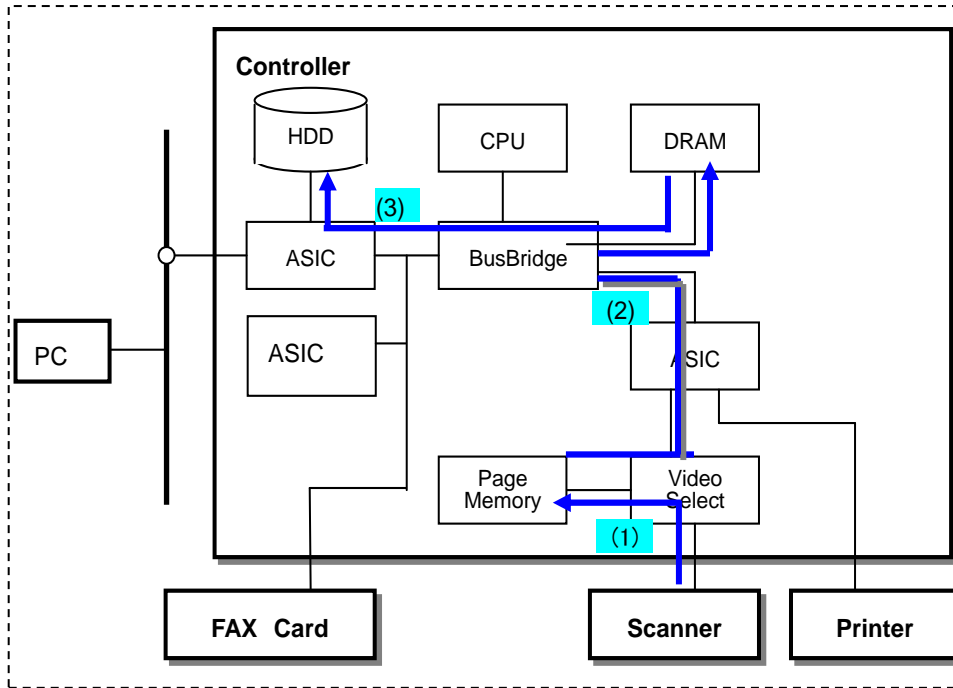 Controller
HDD
CPU
DRAM
(3)
ASIC
BusBridge
(2)
PC
ASIC
ASIC
Page
Memory
Video
Select
(1)
FAX Card
Scanner
Printer